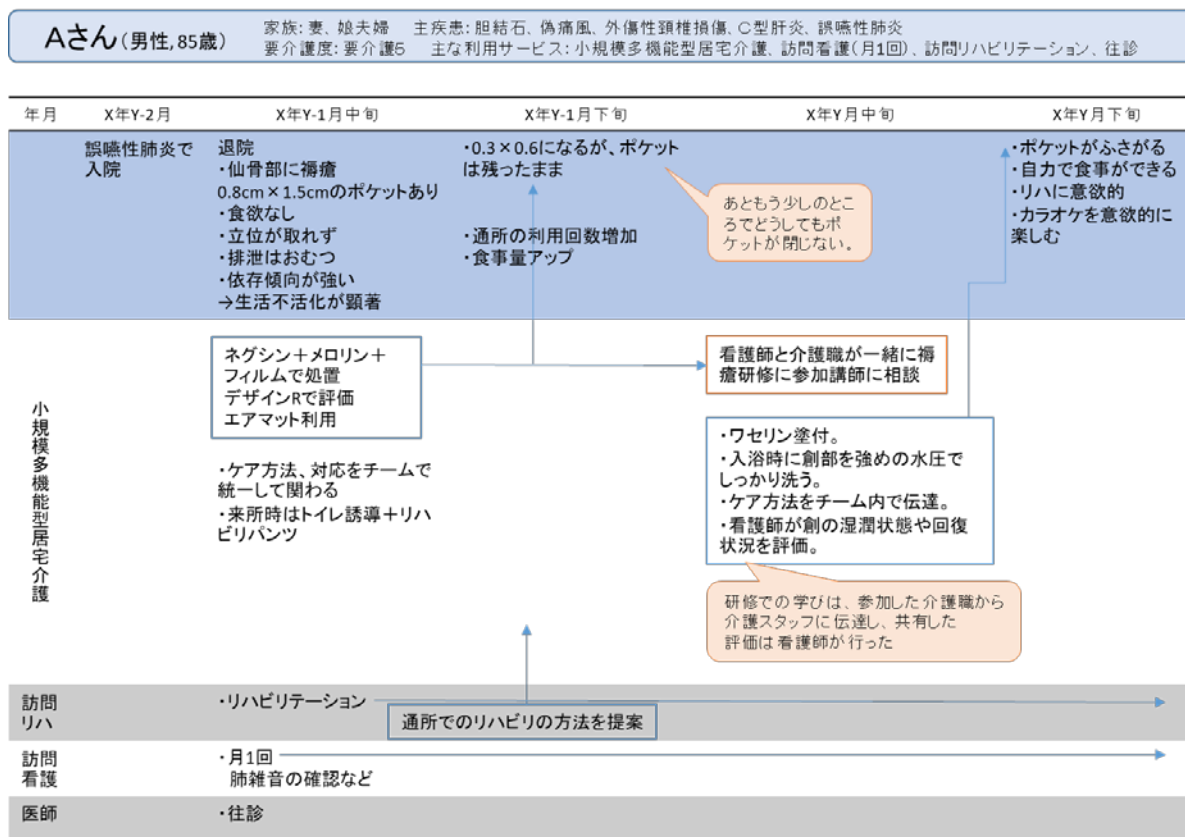 Aさん(男性,85歳)
家族:妻、娘夫婦 主疾患:胆結石、偽痛風、外傷性頚椎損傷、C型肝炎、誤嚥性肺炎
要介護度:要介護5 主な利用サービス:小規模多機能型居宅介護、訪問看護(月1回)、訪問リハビリテーション、往診
年月 X年Y-2月 X年Y-1月中旬 X年Y-1月下旬 X年Y月中旬 X年Y月下旬
誤嚥性肺炎で
入院
退院
・仙骨部に褥瘡
0.8cm×1.5cmのポケットあり
・食欲なし
・立位が取れず
・排泄はおむつ
・依存傾向が強い
→生活不活化が顕著
・0.3×0.6になるが、ポケット
は残ったまま
・通所の利用回数増加
・食事量アップ
あともう少しのとこ
ろでどうしてもポ
ケットが閉じない。
・ポケットがふさがる
・自力で食事ができる
・リハに意欲的
・カラオケを意欲的に
楽しむ
小規模多機能型居宅介護
ネグシン+メロリン+
フィルムで処置
デザインRで評価
エアマット利用
・ケア方法、対応をチームで
統一して関わる
・来所時はトイレ誘導+リハ
ビリパンツ
看護師と介護職が一緒に褥
瘡研修に参加講師に相談
・ワセリン塗付。
・入浴時に創部を強めの水圧で
しっかり洗う。
・ケア方法をチーム内で伝達。
・看護師が創の湿潤状態や回復
状況を評価。
研修での学びは、参加した介護職から
介護スタッフに伝達し、共有した
評価は看護師が行った
訪問
リハ
・リハビリテーション
通所でのリハビリの方法を提案
訪問
看護
・月1回
肺雑音の確認など
医師
・往診